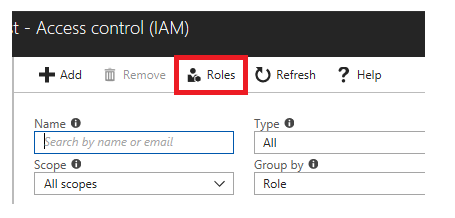 st - Access control (IAM)
Add Remove Roles Refresh ? Help
Name Type
Search by name or email All
Scope Group by
All scopes Role